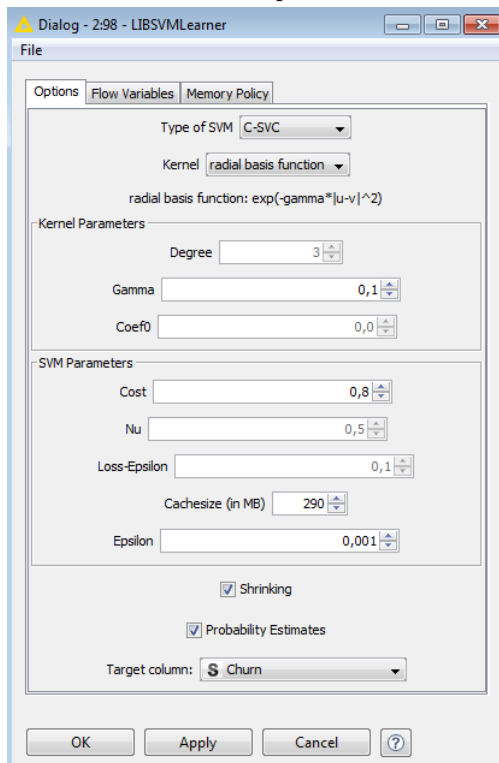 Dialog - 2:98 - LIBSVMLearner
File
Options Flow Variables Memory Policy
Type of SVM C-SVC
Kernel radial basis function
radial basis function: exp(-gamma*|u-v|^2)
Kernel Parameters
Degree 3
Gamma 0,1
Coef0 0,0
SVM Parameters
Cost 0,8
Nu 0,5
Loss-Epsilon 0,1
Cachesize (in MB) 290
Epsilon 0,001
Shrinking
Probability Estimates
Target column: S Churn
OK Apply Cancel ?